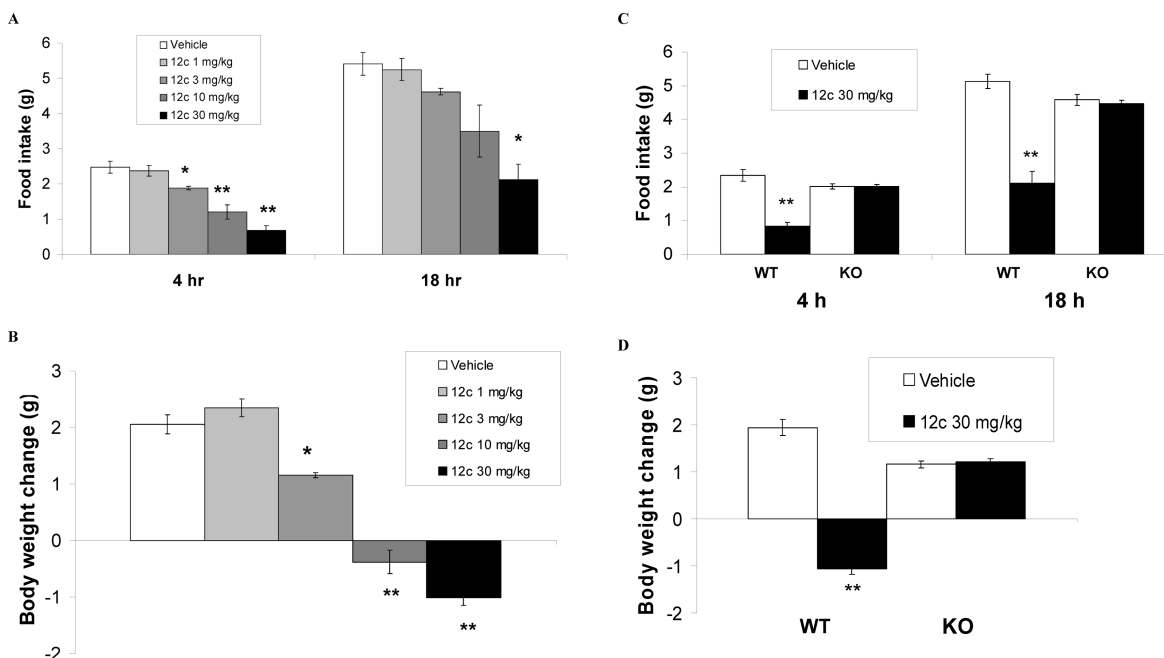 A
Food intake (g)
6
5
4
3
2
1
0
Vehicle
12c 1 mg/kg
12c 3 mg/kg
12c 10 mg/kg
12c 30 mg/kg
*
**
**
*
4 hr
18 hr
B
Body weight change (g)
3
2
1
0
-1
-2
Vehicle
12c 1 mg/kg
12c 3 mg/kg
12c 10 mg/kg
12c 30 mg/kg
*
**
**
C
Food intake (g)
6
5
4
3
2
1
0
Vehicle
12c 30 mg/kg
**
**
WT
KO
WT
KO
4 h
18 h
D
Body weight change (g)
3
2
1
0
-1
-2
Vehicle
12c 30 mg/kg
**
WT
KO